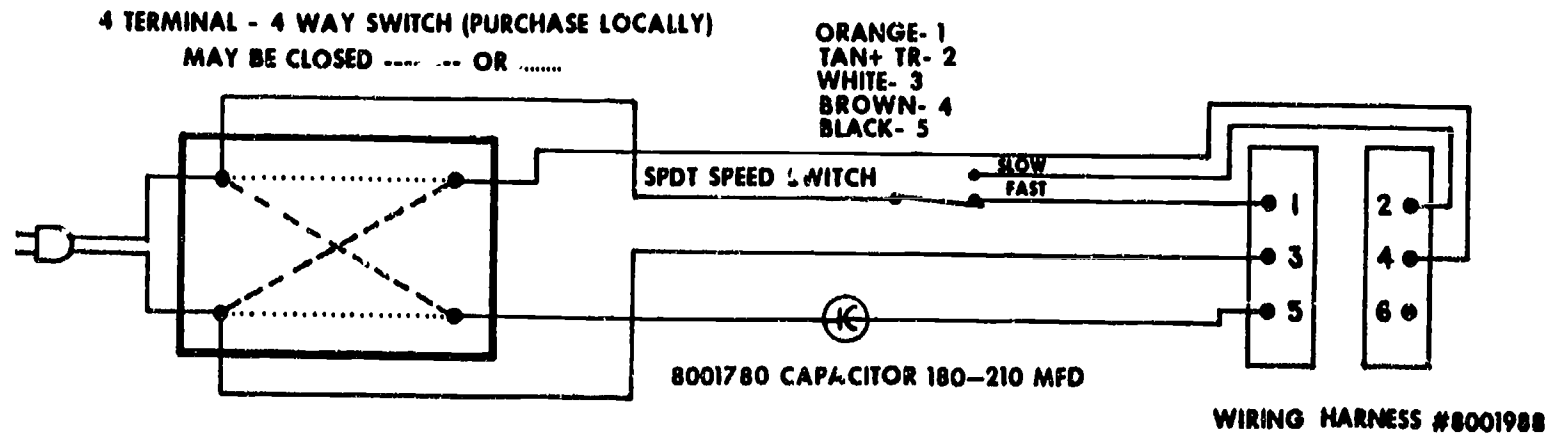 4 TERMINAL - 4 WAY SWITCH (PURCHASE LOCALLY)
MAY BE CLOSED ---- --- OR ........
ORANGE- 1
TAN+ TR- 2
WHITE- 3
BROWN- 4
BLACK- 5
SPDT SPEED SWITCH
SLOW
FAST
1
2
3
4
5
6
8001780 CAPACITOR 180-210 MFD
WIRING HARNESS #8001988